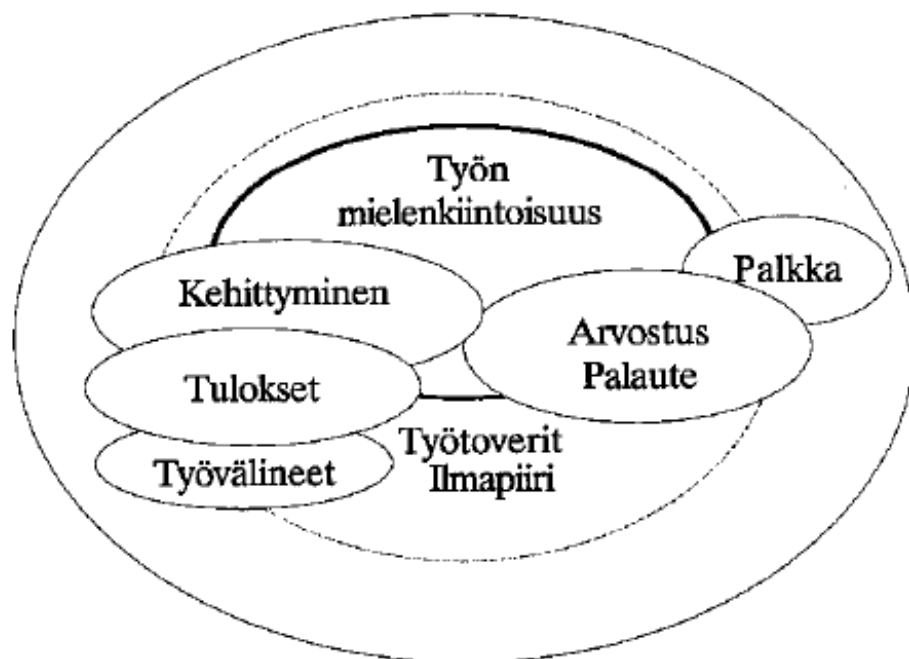 Työn
mielenkiintoisuus
Kehittyminen
Palkka
Arvostus
Palaute
Tulokset
Työtoverit
Ilmapiiri
Työvälineet